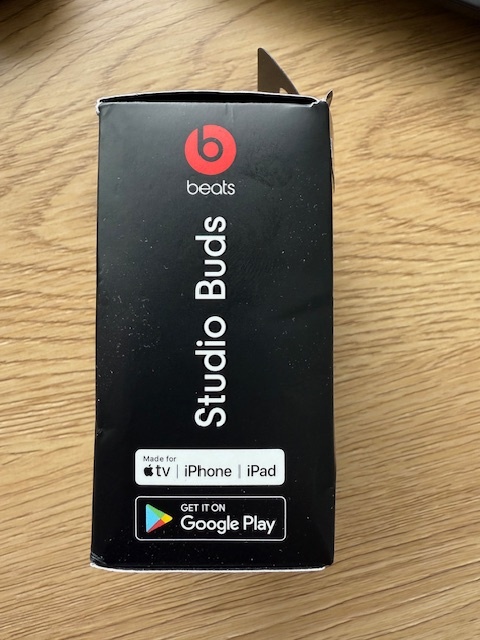 beats
Studio Buds
Made for
tv | iPhone | iPad
GET IT ON
Google Play